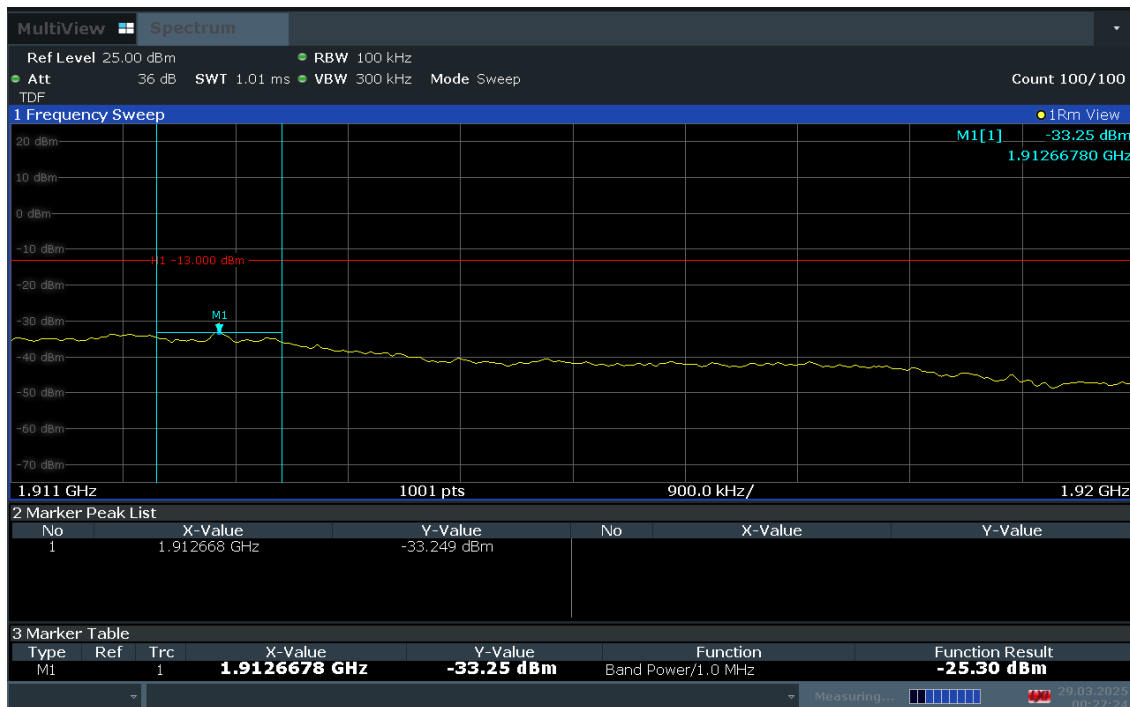 MultiView Spectrum
Ref Level 25.00 dBm RBW 100 kHz
Att 36 dB SWT 1.01 ms VBW 300 kHz Mode Sweep Count 100/100
TDF
1 Frequency Sweep 1Rm View
M1[1] -33.25 dBm
1.91266780 GHz
20 dBm
10 dBm
0 dBm
-10 dBm
H1 -13.000 dBm
-20 dBm
M1
-30 dBm
-40 dBm
-50 dBm
-60 dBm
-70 dBm
1.911 GHz 1001 pts 900.0 kHz/ 1.92 GHz
2 Marker Peak List
No X-Value Y-Value No X-Value Y-Value
1 1.912668 GHz -33.249 dBm
3 Marker Table
Type Ref Trc X-Value Y-Value Function Function Result
M1 1 1.9126678 GHz -33.25 dBm Band Power/1.0 MHz -25.30 dBm
Measuring... 29.03.2025
00:27:24